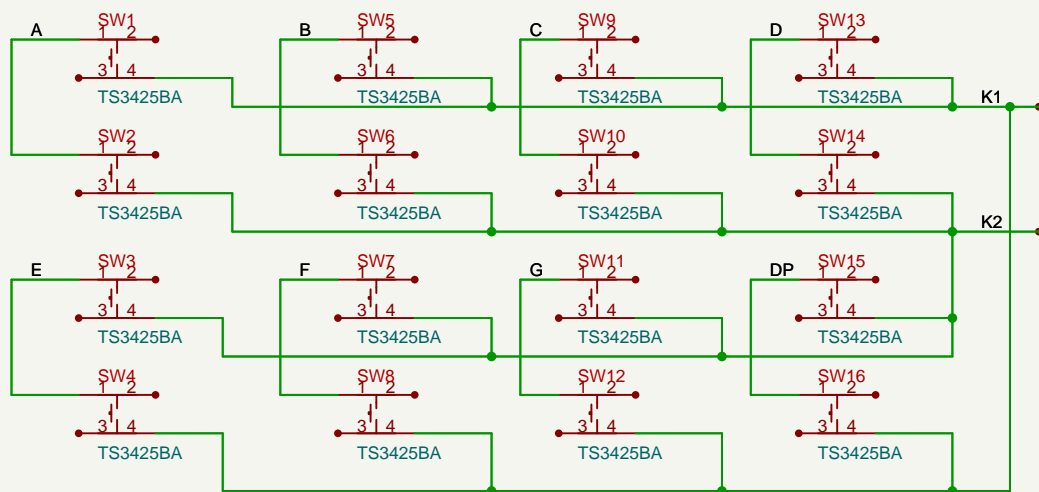 A SW1 B SW5 C SW9 D SW13
1 2 1 2 1 2 1 2
3 4 3 4 3 4 3 4 K1
TS3425BA TS3425BA TS3425BA TS3425BA
SW2 SW6 SW10 SW14
1 2 1 2 1 2 1 2
3 4 3 4 3 4 3 4
TS3425BA TS3425BA TS3425BA TS3425BA K2
E SW3 F SW7 G SW11 DP SW15
1 2 1 2 1 2 1 2
3 4 3 4 3 4 3 4
TS3425BA TS3425BA TS3425BA TS3425BA
SW4 SW8 SW12 SW16
1 2 1 2 1 2 1 2
3 4 3 4 3 4 3 4
TS3425BA TS3425BA TS3425BA TS3425BA